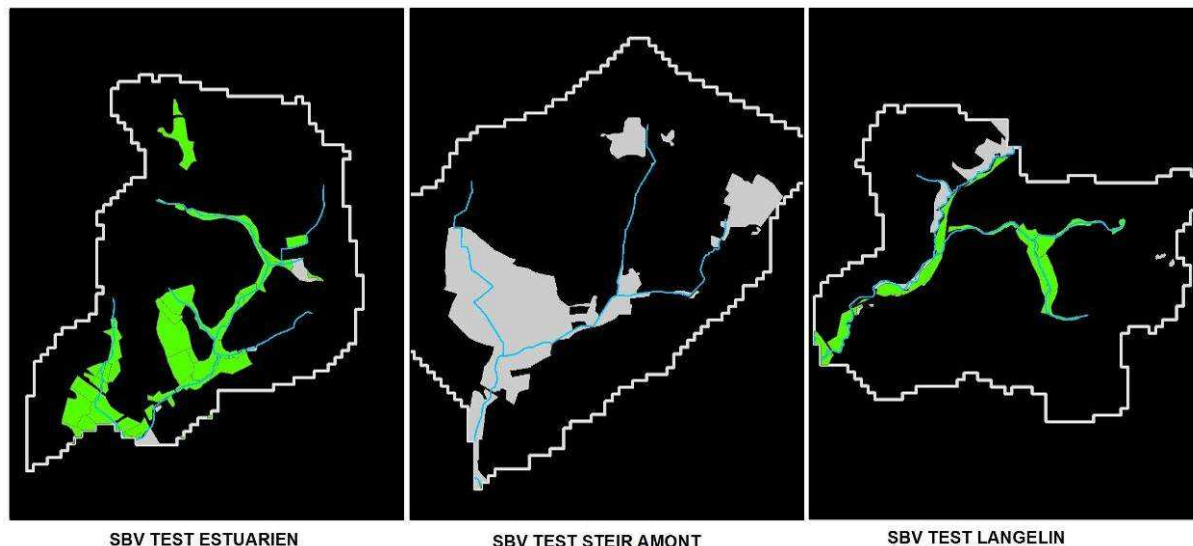 SBV TEST ESTUARIEN
SBV TEST STEIR AMONT
SBV TEST LANGELIN